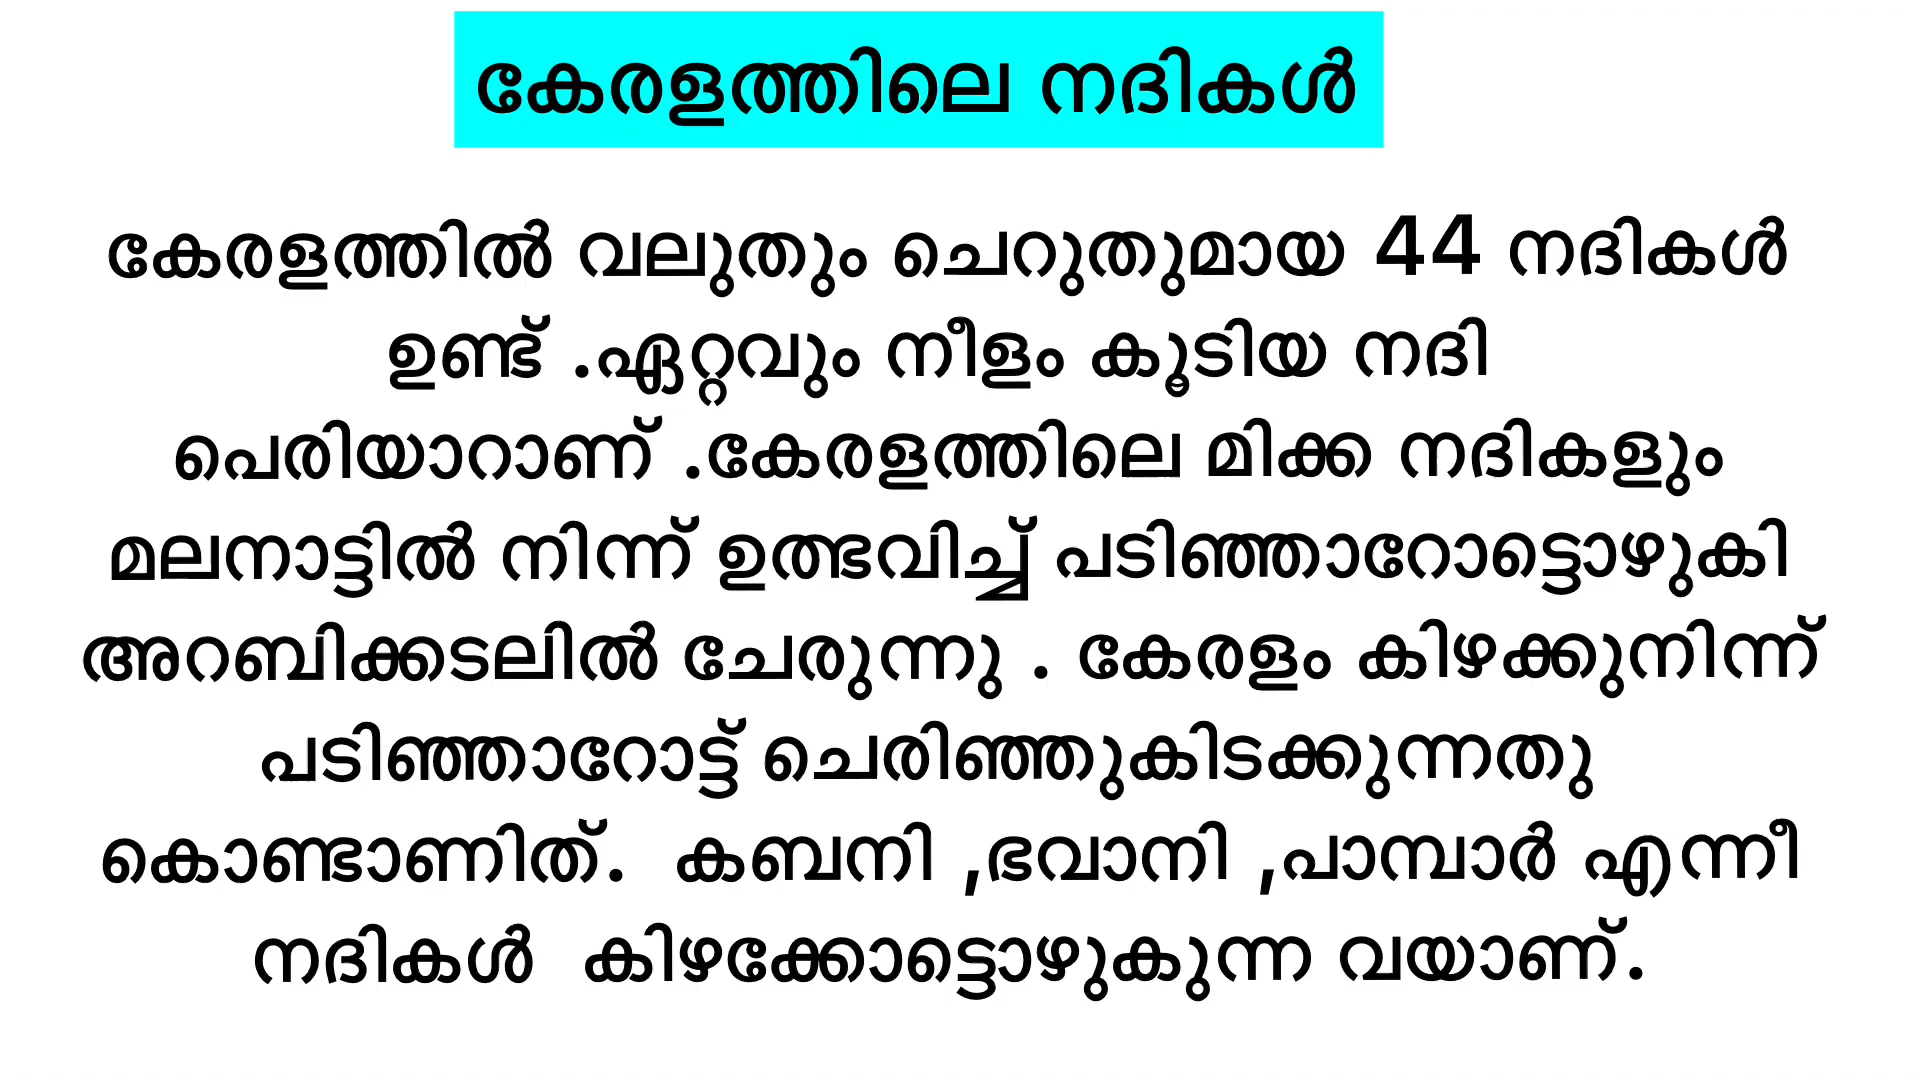 കേരളത്തിലെ നദികൾ
കേരളത്തിൽ വലുതും ചെറുതുമായ 44 നദികൾ
ഉണ്ട് .ഏറ്റവും നീളം കൂടിയ നദി
പെരിയാറാണ് .കേരളത്തിലെ മിക്ക നദികളും
മലനാട്ടിൽ നിന്ന് ഉത്ഭവിച്ച് പടിഞ്ഞാറോട്ടൊഴുകി
അറബിക്കടലിൽ ചേരുന്നു . കേരളം കിഴക്കുനിന്ന്
പടിഞ്ഞാറോട്ട് ചെരിഞ്ഞുകിടക്കുന്നതു
കൊണ്ടാണിത്. കബനി ,ഭവാനി ,പാമ്പാർ എന്നീ
നദികൾ കിഴക്കോട്ടൊഴുകുന്ന വയാണ്.